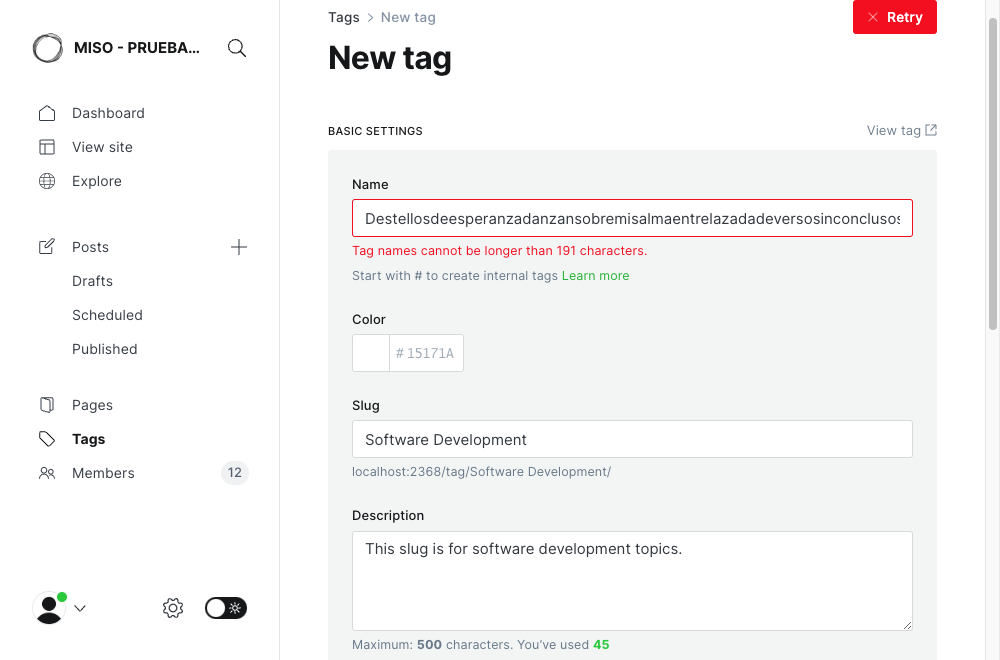 MISO - PRUEBA...
Dashboard
View site
Explore
Posts
Drafts
Scheduled
Published
Pages
Tags
Members 12
Tags > New tag
Retry
New tag
BASIC SETTINGS
View tag
Name
Destellosdeesperanzadanzansobremisalmaentrelazadadeversosinconclusos
Tag names cannot be longer than 191 characters.
Start with # to create internal tags Learn more
Color
# 15171A
Slug
Software Development
localhost:2368/tag/Software Development/
Description
This slug is for software development topics.
Maximum: 500 characters. You’ve used 45